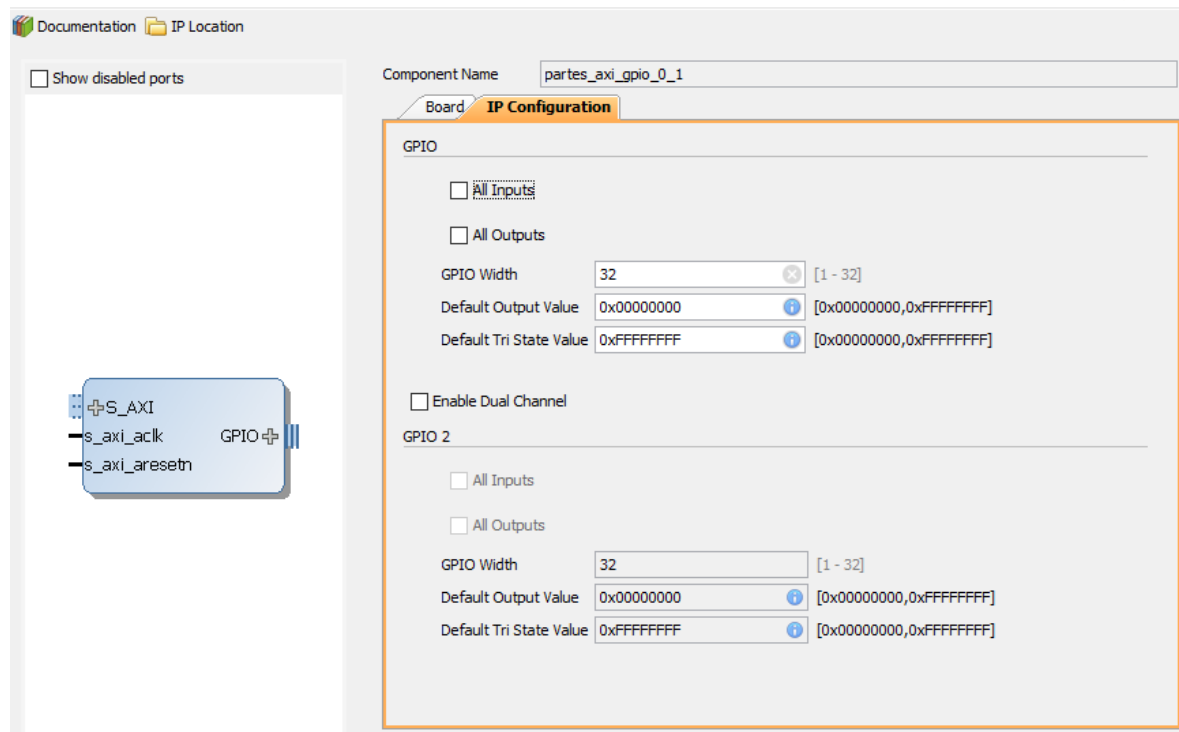 Documentation IP Location
Show disabled ports
S_AXI
s_axi_aclk GPIO
s_axi_aresetn
Component Name partes_axi_gpio_0_1
Board IP Configuration
GPIO
All Inputs
All Outputs
GPIO Width 32 [1 - 32]
Default Output Value 0x00000000 [0x00000000,0xFFFFFFFF]
Default Tri State Value 0xFFFFFFFF [0x00000000,0xFFFFFFFF]
Enable Dual Channel
GPIO 2
All Inputs
All Outputs
GPIO Width 32 [1 - 32]
Default Output Value 0x00000000 [0x00000000,0xFFFFFFFF]
Default Tri State Value 0xFFFFFFFF [0x00000000,0xFFFFFFFF]